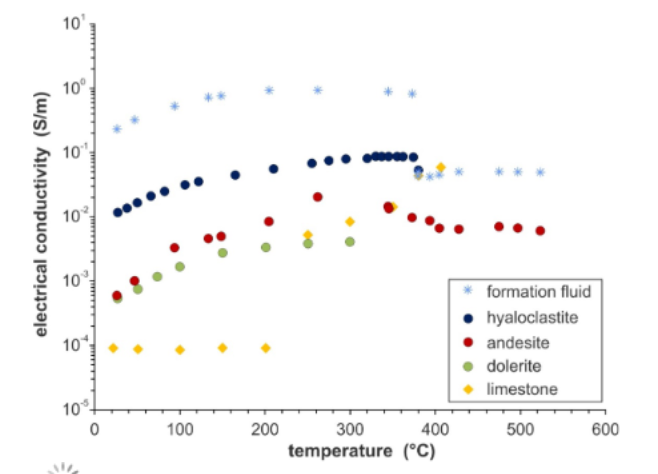 electrical conductivity (S/m)
10¹
10⁰
10⁻¹
10⁻²
10⁻³
10⁻⁴
10⁻⁵
0 100 200 300 400 500 600
temperature (°C)
formation fluid
hyaloclastite
andesite
dolerite
limestone